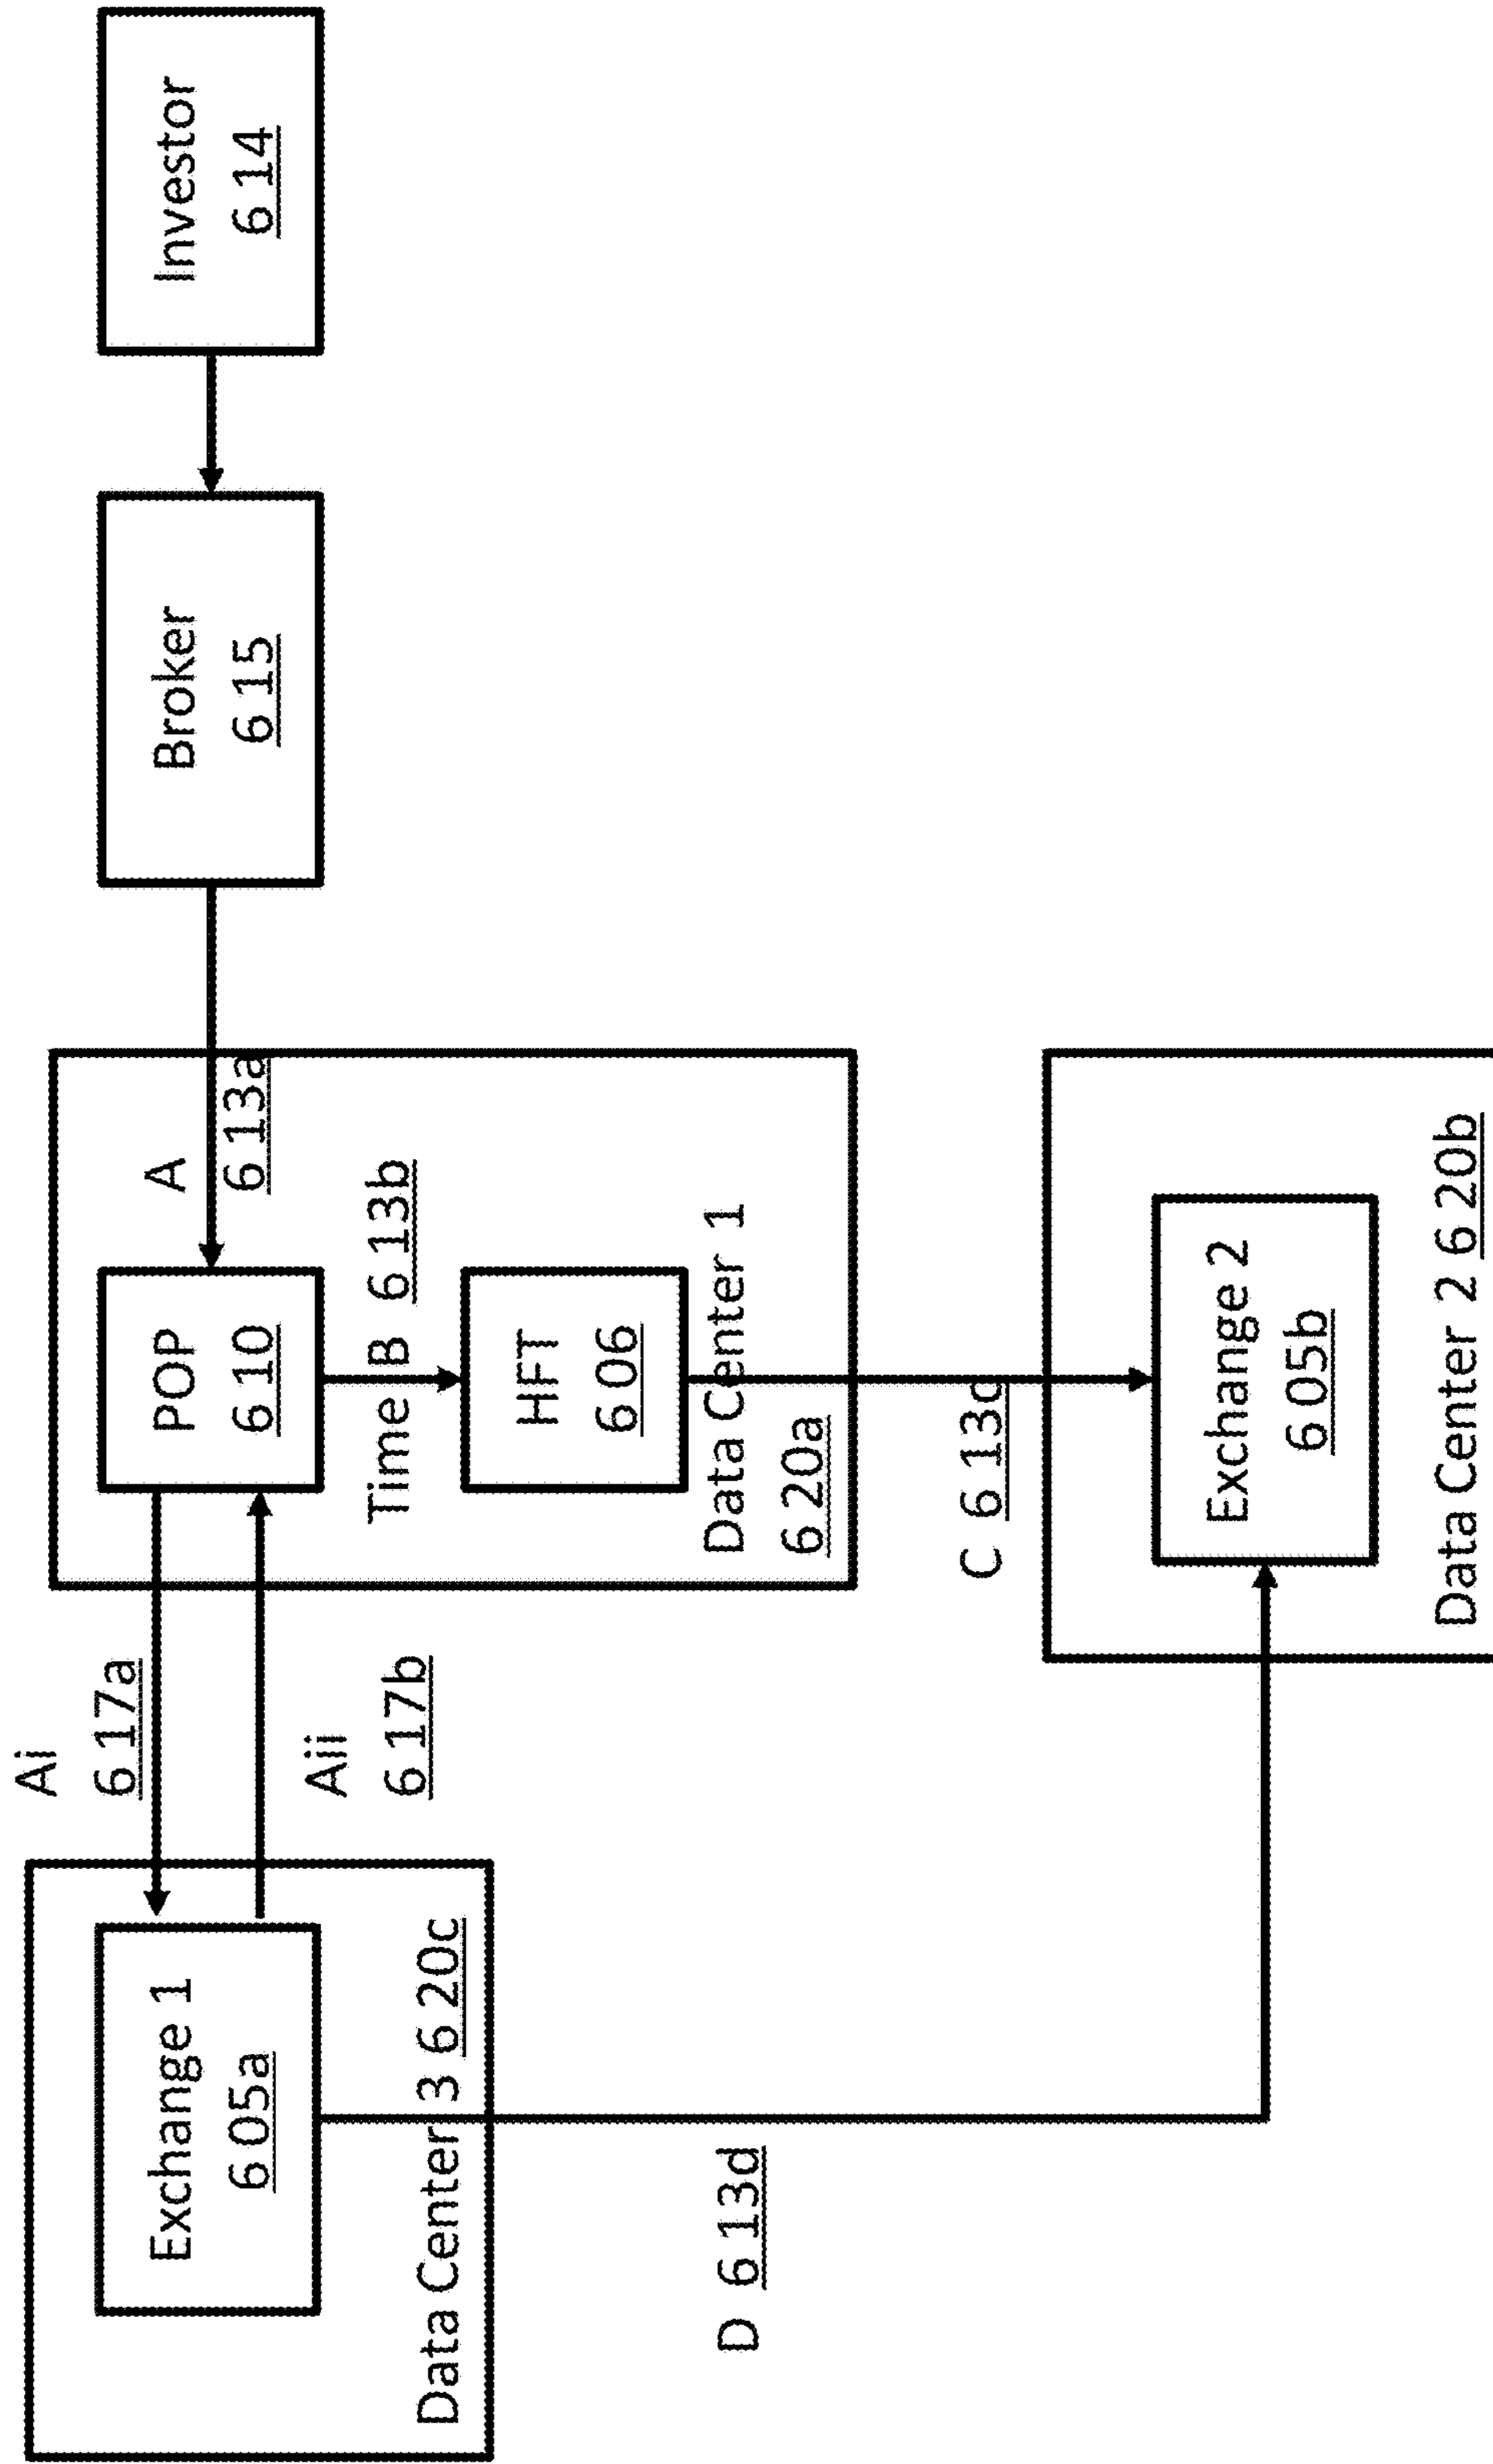 Ai
6 17a
Exchange 1
6 05a
Aii
6 17b
Data Center 3 6 20c
A
6 13a
POP
6 10
Time B 6 13b
HFT
6 06
Data Center 1
6 20a
Broker
6 15
Investor
6 14
D 6 13d
C 6 13c
Exchange 2
6 05b
Data Center 2 6 20b